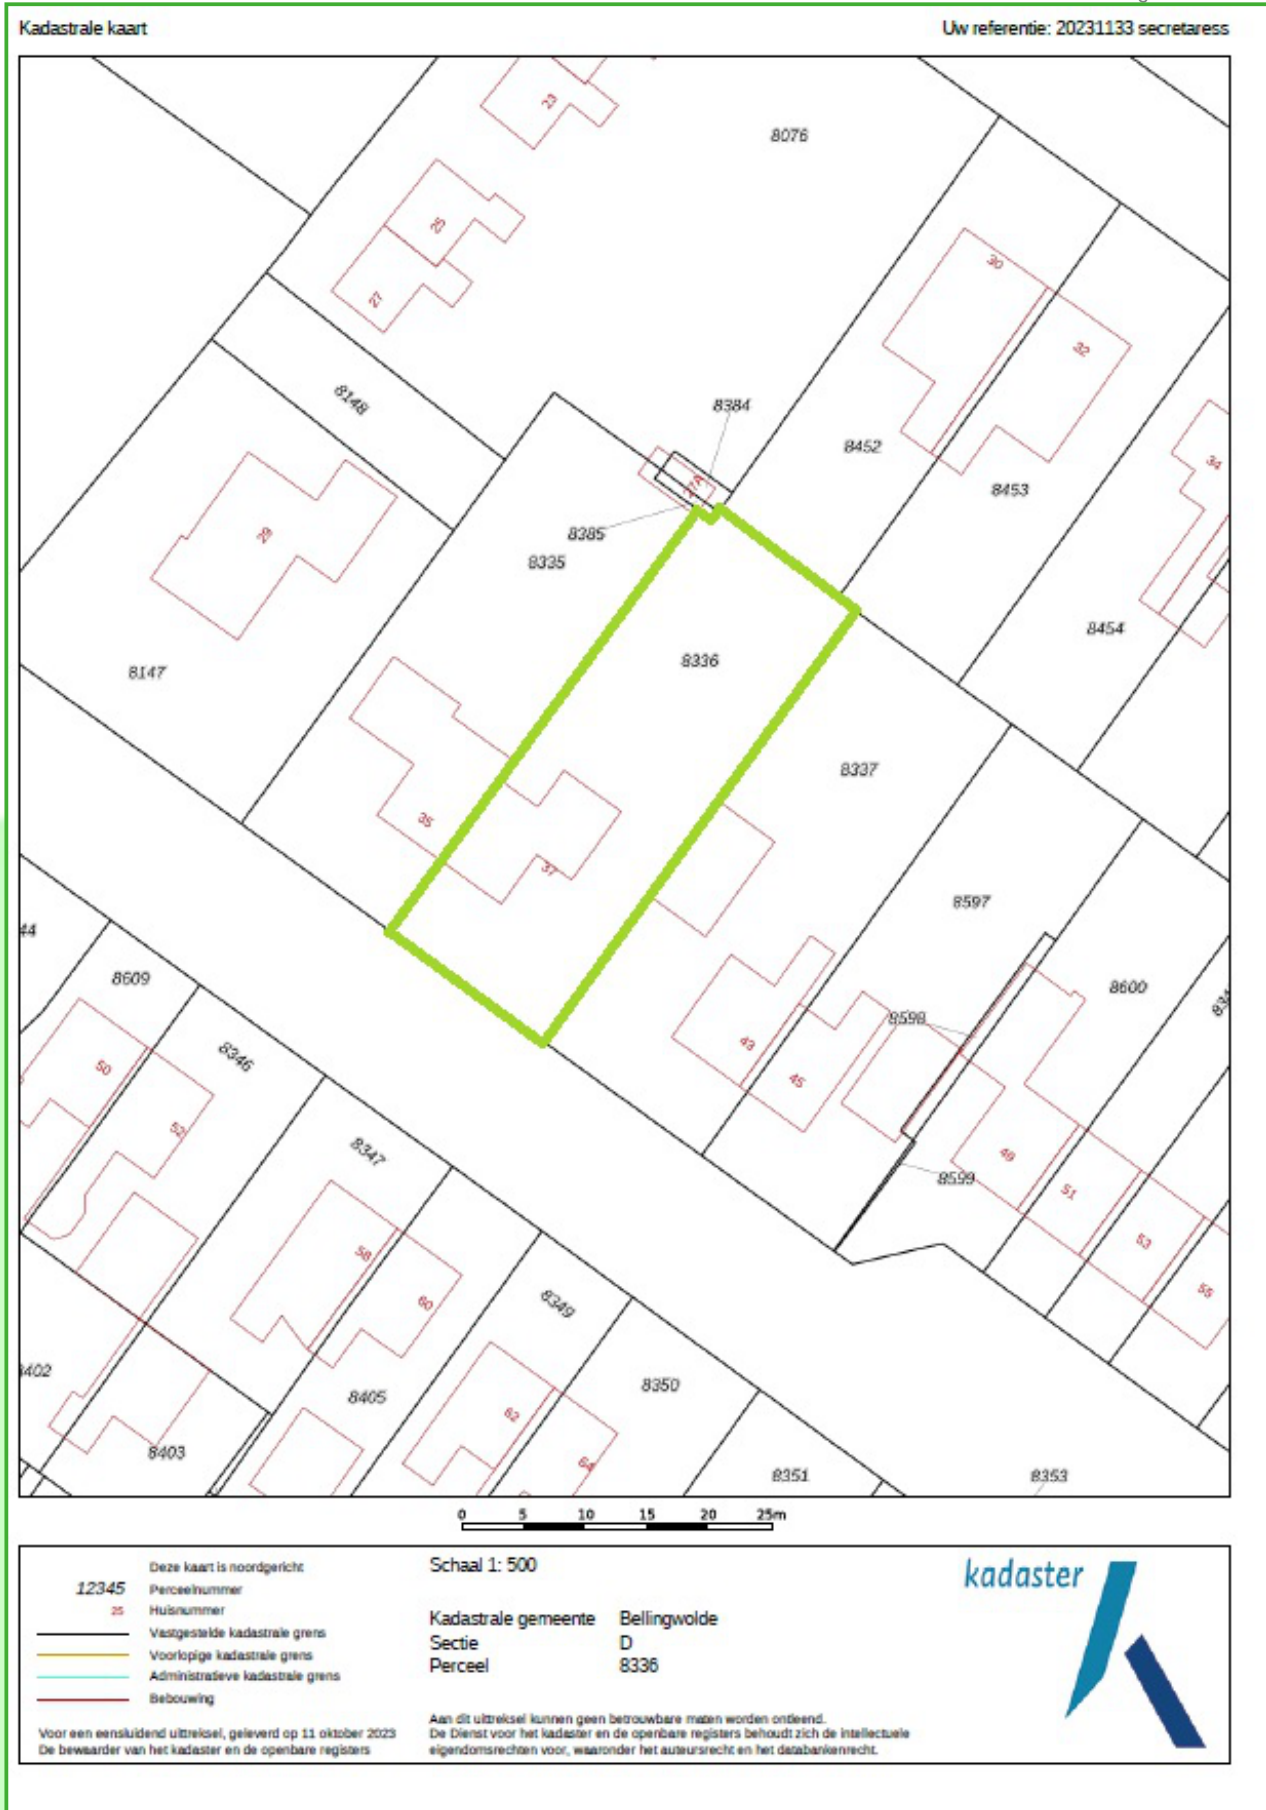 Kadastrale kaart
Uw referentie: 20231133 secretaress
23
8076
25
27
30
32
8148
8384
8452
8453
34
27A
8385
8335
29
8336
8454
8147
8337
35
37
8597
44
8609
8600
834
8598
43
45
50
8346
52
8347
49
8599
51
53
55
58
60
8349
8402
8405
8350
62
64
8403
8351
8353
0 5 10 15 20 25m
Deze kaart is noordgericht
12345 Perceelnummer
25 Huisnummer
Vastgestelde kadastrale grens
Voorlopige kadastrale grens
Administratieve kadastrale grens
Bebouwing
Voor een eensluidend uittreksel, geleverd op 11 oktober 2023
De bewaarder van het kadaster en de openbare registers
Schaal 1: 500
Kadastrale gemeente Bellingwolde
Sectie D
Perceel 8336
Aan dit uittreksel kunnen geen betrouwbare maten worden ontleend.
De Dienst voor het kadaster en de openbare registers behoudt zich de intellectuele
eigendomsrechten voor, waaronder het auteursrecht en het databankenrecht.
kadaster